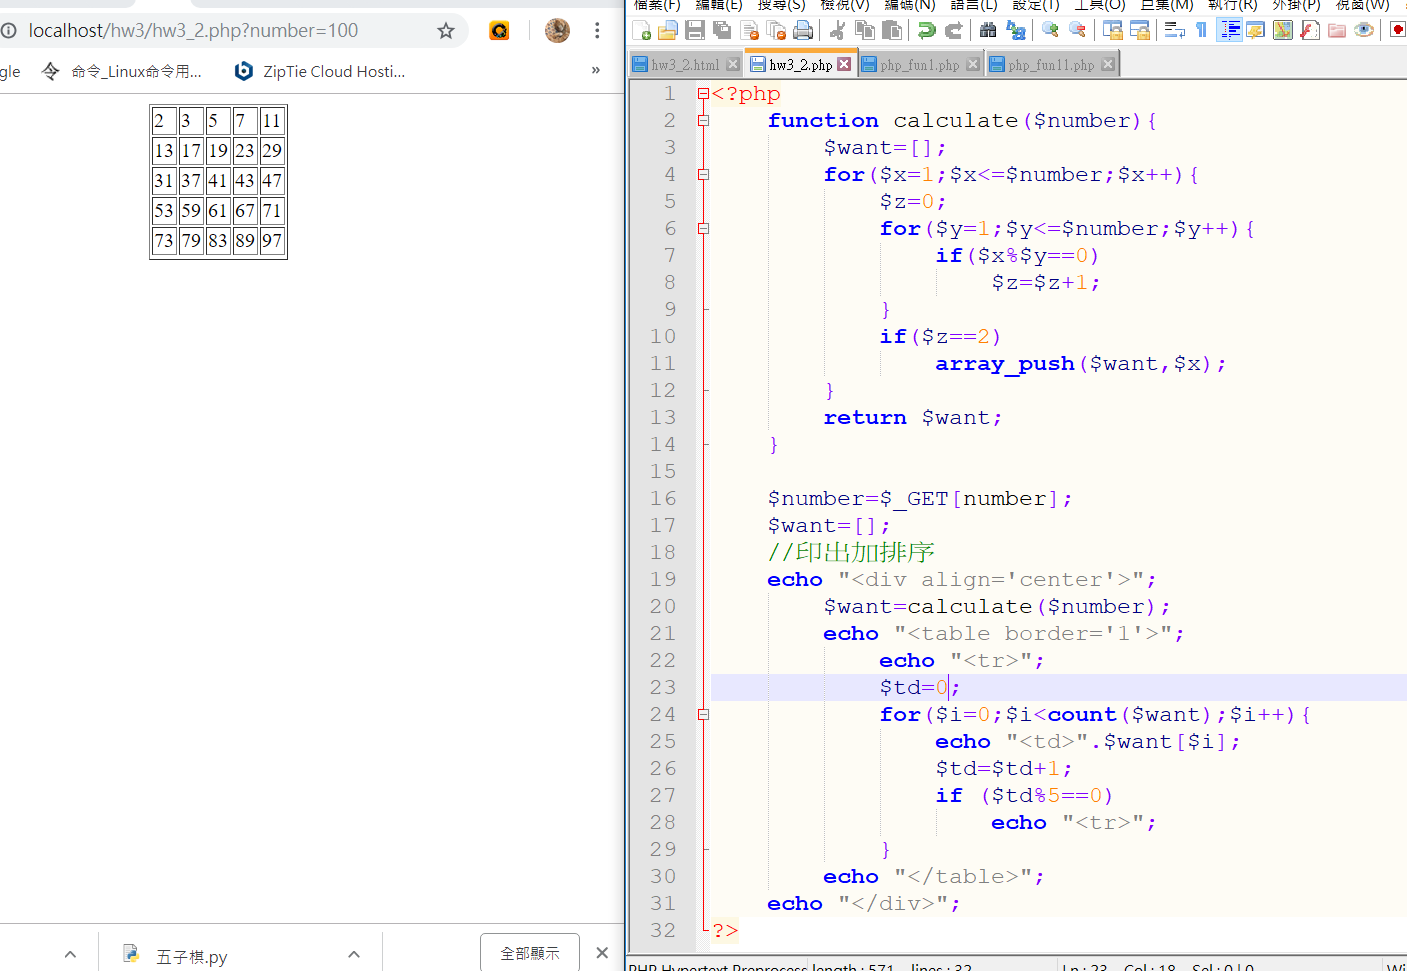 localhost/hw3/hw3_2.php?number=100
gle 命令_Linux命令用... ZipTie Cloud Hosti... »
2 3 5 7 11
13 17 19 23 29
31 37 41 43 47
53 59 61 67 71
73 79 83 89 97
五子棋.py 全部顯示
檔案(F) 編輯(E) 搜尋(S) 檢視(V) 編碼(N) 語言(L) 設定(T) 工具(O) 巨集(M) 執行(R) 外掛(P) 視窗(W)
hw3_2.html hw3_2.php php_fun1.php php_fun11.php
1 <?php
2 function calculate($number){
3 $want=[];
4 for($x=1;$x<=$number;$x++){
5 $z=0;
6 for($y=1;$y<=$number;$y++){
7 if($x%$y==0)
8 $z=$z+1;
9 }
10 if($z==2)
11 array_push($want,$x);
12 }
13 return $want;
14 }
15
16 $number=$_GET[number];
17 $want=[];
18 //印出加排序
19 echo "<div align='center'>";
20 $want=calculate($number);
21 echo "<table border='1'>";
22 echo "<tr>";
23 $td=0;
24 for($i=0;$i<count($want);$i++){
25 echo "<td>".$want[$i];
26 $td=$td+1;
27 if ($td%5==0)
28 echo "<tr>";
29 }
30 echo "</table>";
31 echo "</div>";
32 ?>
PHP Hypertext Preprocess length : 571 lines : 32 Ln : 23 Col : 18 Sel : 0 | 0 Wi